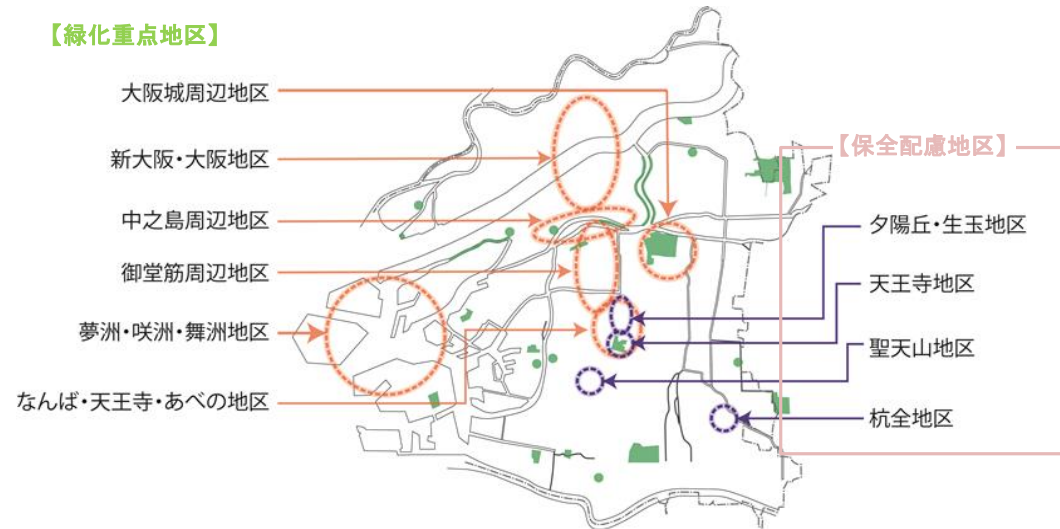 【緑化重点地区】
大阪城周辺地区
新大阪・大阪地区
中之島周辺地区
御堂筋周辺地区
夢洲・咲洲・舞洲地区
なんば・天王寺・あべの地区
【保全配慮地区】
夕陽丘・生玉地区
天王寺地区
聖天山地区
杭全地区